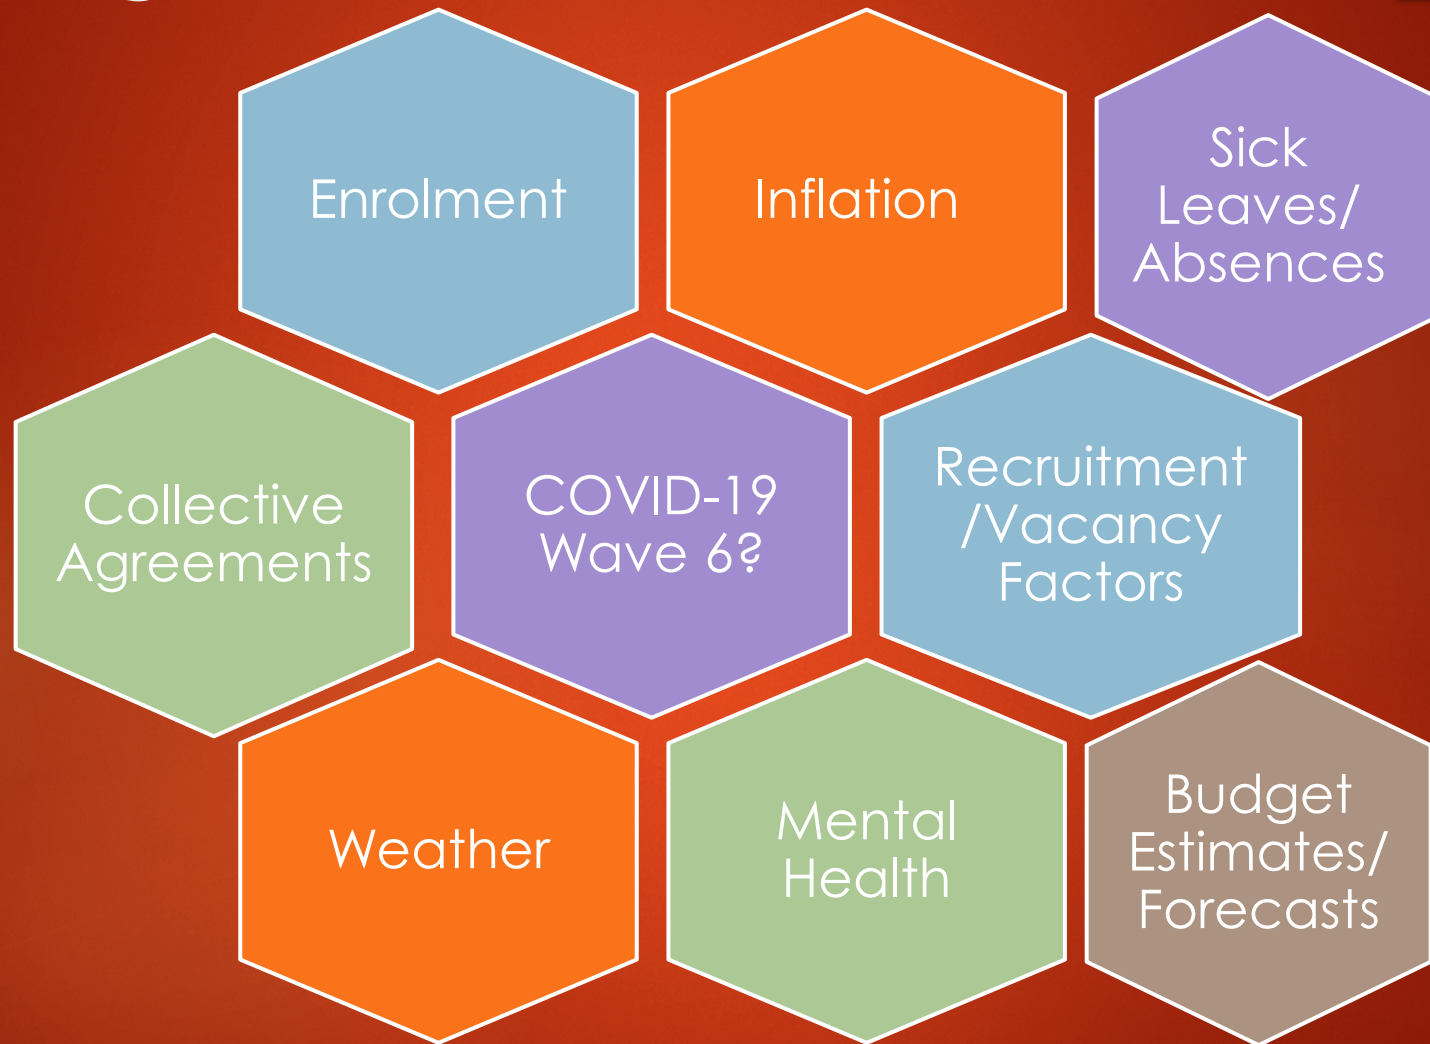 Enrolment
Inflation
Sick
Leaves/
Absences
Collective
Agreements
COVID-19
Wave 6?
Recruitment
/Vacancy
Factors
Weather
Mental
Health
Budget
Estimates/
Forecasts